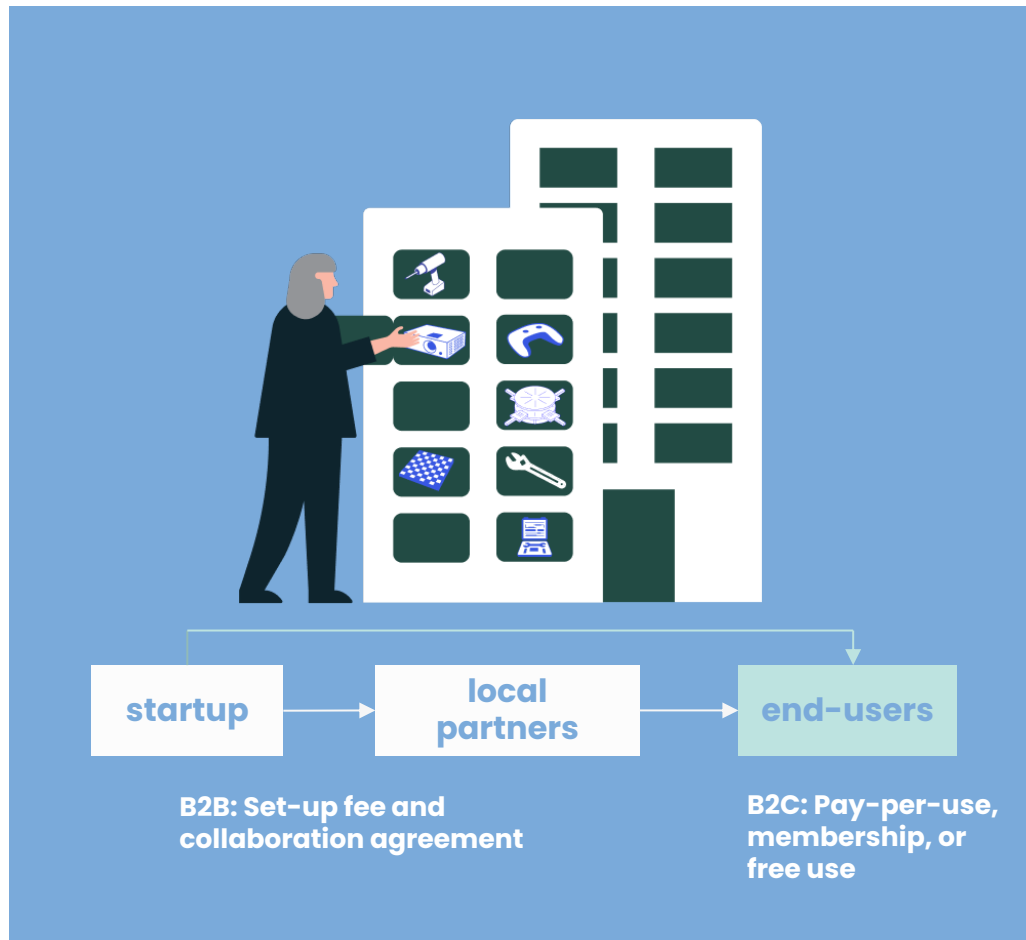 startup
local
partners
end-users
B2B: Set-up fee and
collaboration agreement
B2C: Pay-per-use,
membership, or
free use